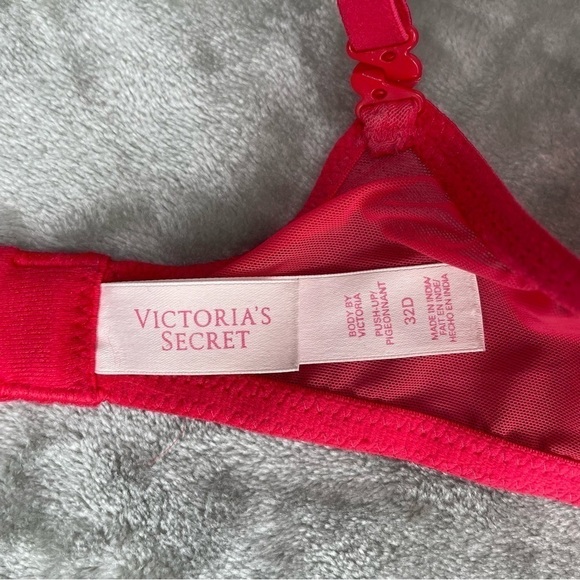 VICTORIA'S
SECRET
BODY BY
VICTORIA
PUSH-UP/
PIGEONNANT
32D
MADE IN INDIA/
FAIT EN INDE/
HECHO EN INDIA